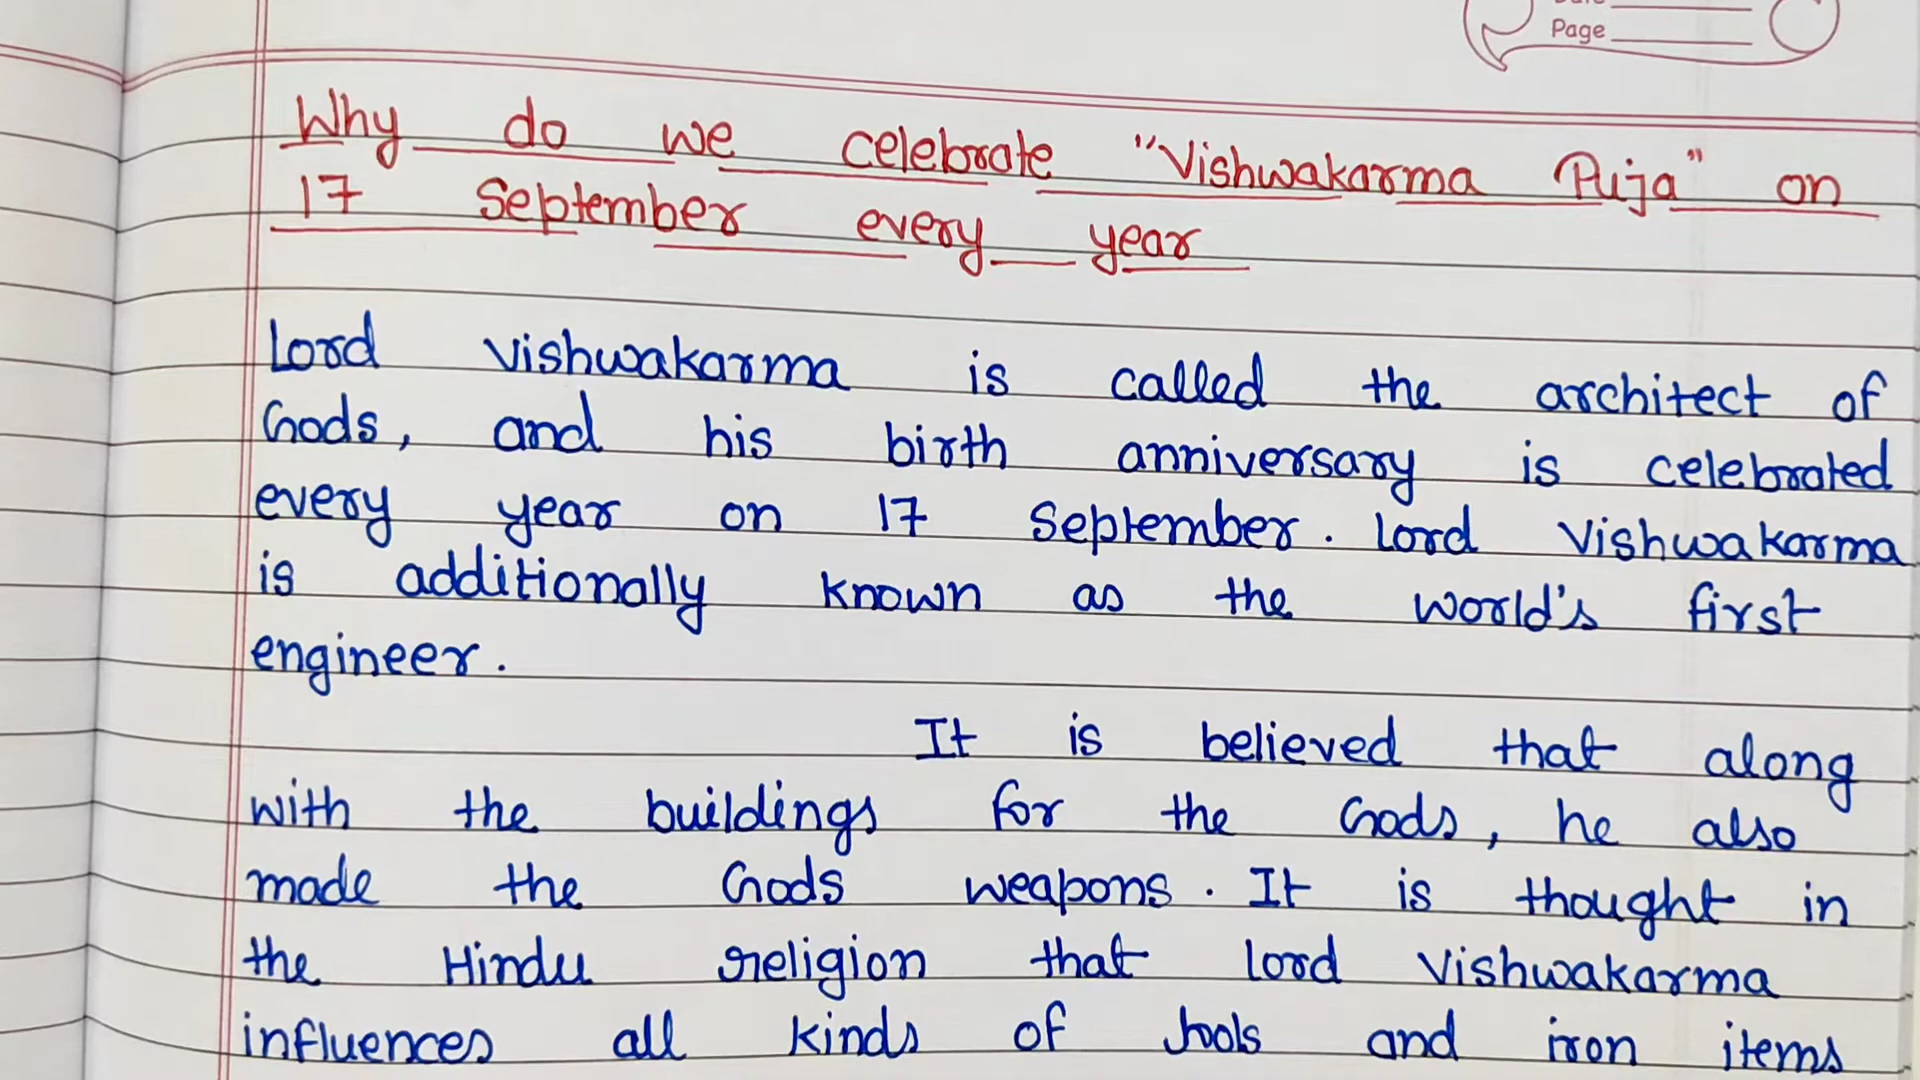 Page
Why do we celebrate "Vishwakarma Puja" on
17 September every year
Lord Vishwakarma is called the architect of
Gods, and his birth anniversary is celebrated
every year on 17 September. Lord Vishwakarma
is additionally known as the world's first
engineer.
It is believed that along
with the buildings for the Gods, he also
made the Gods weapons. It is thought in
the Hindu religion that lord Vishwakarma
influences all kinds of tools and iron items